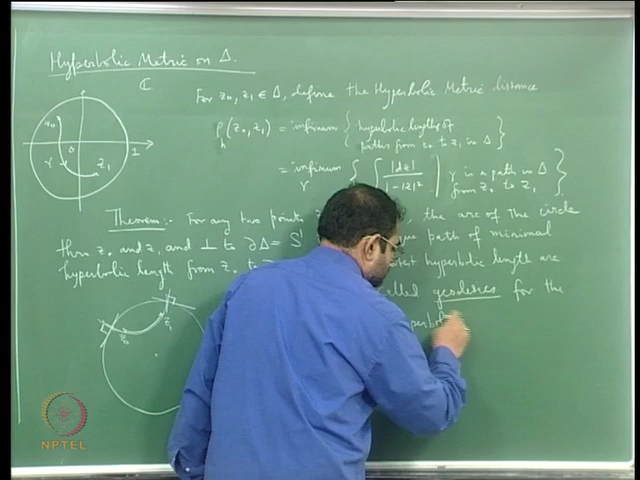 Hyperbolic Metric on Δ.
ℂ
For z₀, z₁ ∈ Δ, define the Hyperbolic Metric distance
ρₕ(z₀, z₁) = infimum { hyperbolic lengths of
paths from z₀ to z₁ in Δ }
= infimum γ { ∫ |dz| / 1-|z|² | γ is a path in Δ
from z₀ to z₁ }
z₀
γ
Δ
z₁
1
Theorem:- For any two points the arc of the circle
thru z₀ and z₁ and ⊥ to ∂Δ = S¹ path of minimal
hyperbolic length from z₀ to hyperbolic length are
called geodesics for the
z₀
z₁
NPTEL